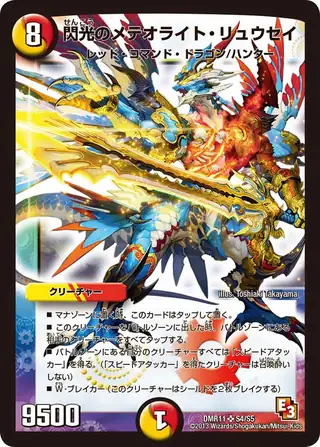 8
せんこう
閃光のメテオライト・リュウセイ
レッド・コマンド・ドラゴン/ハンター
illus. Toshiaki Takayama
クリーチャー
■ マナゾーンに置く時、このカードはタップして置く。
■ このクリーチャーをバトルゾーンに出した時、バトルゾーンにある
相手のクリーチャーをすべてタップする。
■ バトルゾーンにある自分のクリーチャーすべては「スピードアタッ
カー」を得る。(「スピードアタッカー」を得たクリーチャーは召喚酔い
しない)
■ W・ブレイカー(このクリーチャーはシールドを2枚ブレイクする)
9500
1
E3
DMR11 S4/S5
©2013 Wizards/Shogakukan/Mitsui-Kids